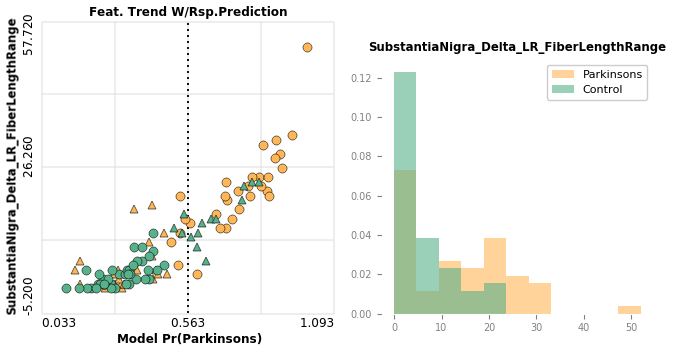 Feat. Trend W/Rsp.Prediction
57.720
26.260
-5.200
SubstantiaNigra_Delta_LR_FiberLengthRange
0.033 0.563 1.093
Model Pr(Parkinsons)
SubstantiaNigra_Delta_LR_FiberLengthRange
Parkinsons
Control
0.12
0.10
0.08
0.06
0.04
0.02
0.00
0 10 20 30 40 50